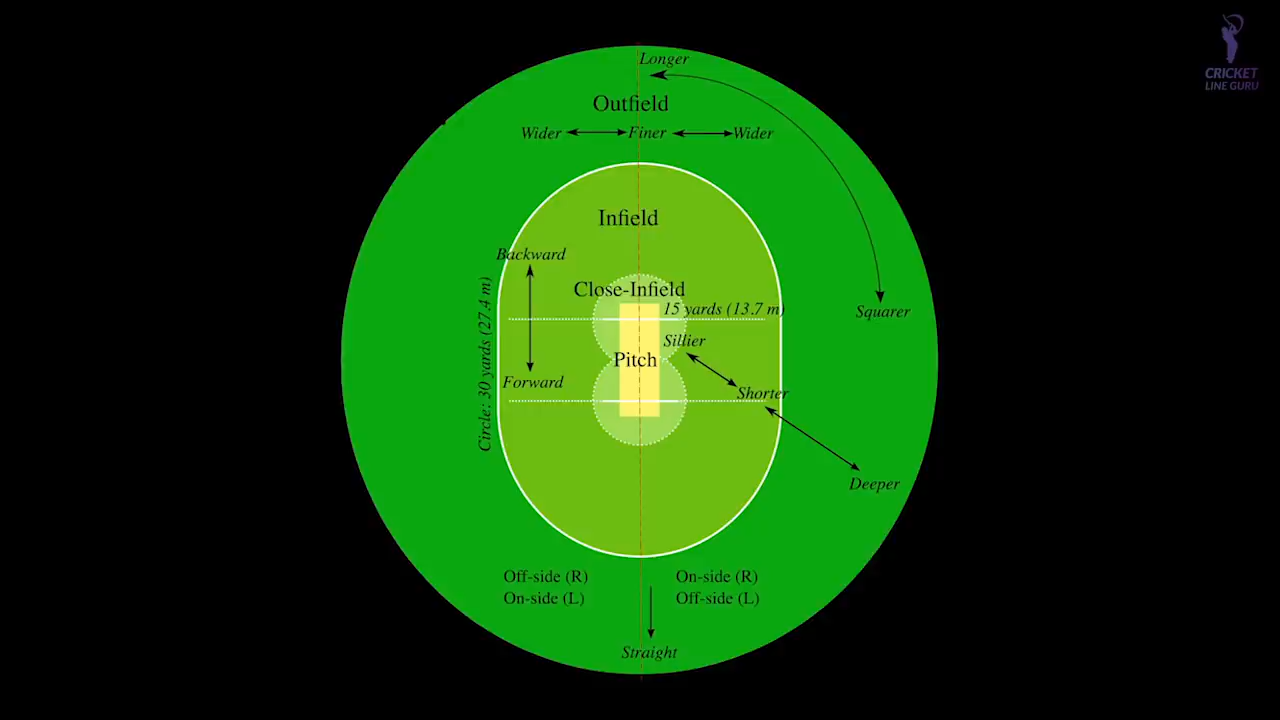 Longer
CRICKET
LINE GURU
Outfield
Wider Finer Wider
Infield
Backward
Close-Infield
15 yards (13.7 m)
Squarer
Sillier
Pitch
Circle: 30 yards (27.4 m)
Forward
Shorter
Deeper
Off-side (R) On-side (R)
On-side (L) Off-side (L)
Straight